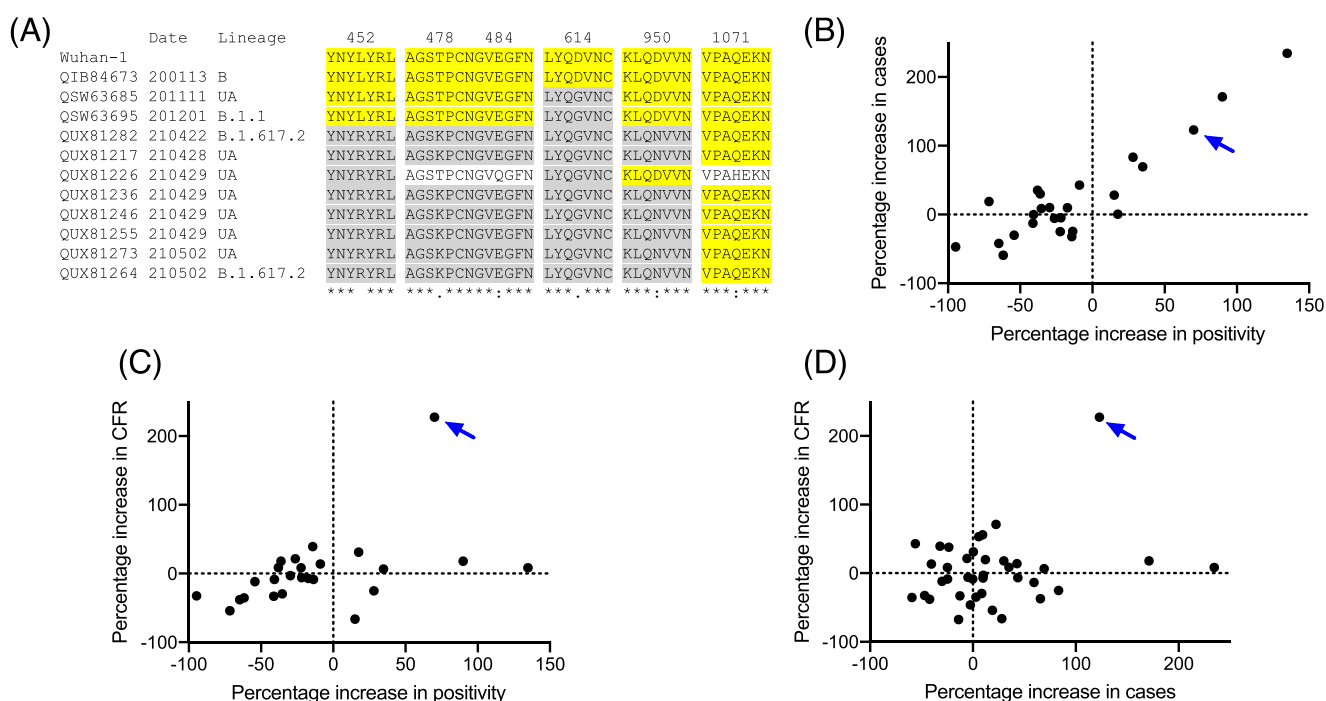 (A)
452 478 484 614 950 1071
Date Lineage
Wuhan-1 YNYLYRL AGSTPCNGVEGFN LYQDVNC KLQDVVN VPAQEKN
QIB84673 200113 B YNYLYRL AGSTPCNGVEGFN LYQDVNC KLQDVVN VPAQEKN
QSW63685 201111 UA YNYLYRL AGSTPCNGVEGFN LYQGVNC KLQDVVN VPAQEKN
QSW63695 201201 B.1.1 YNYLYRL AGSTPCNGVEGFN LYQGVNC KLQDVVN VPAQEKN
QUX81282 210422 B.1.617.2 YNYRYRL AGSKPCNGVEGFN LYQGVNC KLQNVVN VPAQEKN
QUX81217 210428 UA YNYRYRL AGSKPCNGVEGFN LYQGVNC KLQNVVN VPAQEKN
QUX81226 210429 UA YNYRYRL AGSTPCNGVQGFN LYQGVNC KLQDVVN VPAHEKN
QUX81236 210429 UA YNYRYRL AGSKPCNGVEGFN LYQGVNC KLQNVVN VPAQEKN
QUX81246 210429 UA YNYRYRL AGSKPCNGVEGFN LYQGVNC KLQNVVN VPAQEKN
QUX81255 210429 UA YNYRYRL AGSKPCNGVEGFN LYQGVNC KLQNVVN VPAQEKN
QUX81273 210502 UA YNYRYRL AGSKPCNGVEGFN LYQGVNC KLQNVVN VPAQEKN
QUX81264 210502 B.1.617.2 YNYRYRL AGSKPCNGVEGFN LYQGVNC KLQNVVN VPAQEKN
*** *** ***.*****:*** ***.*** ***:*** ***:***
(B)
Percentage increase in cases
200
100
0
-100
-100 -50 0 50 100 150
Percentage increase in positivity
(C)
Percentage increase in CFR
200
100
0
-100
-100 -50 0 50 100 150
Percentage increase in positivity
(D)
Percentage increase in CFR
200
100
0
-100
-100 0 100 200
Percentage increase in cases